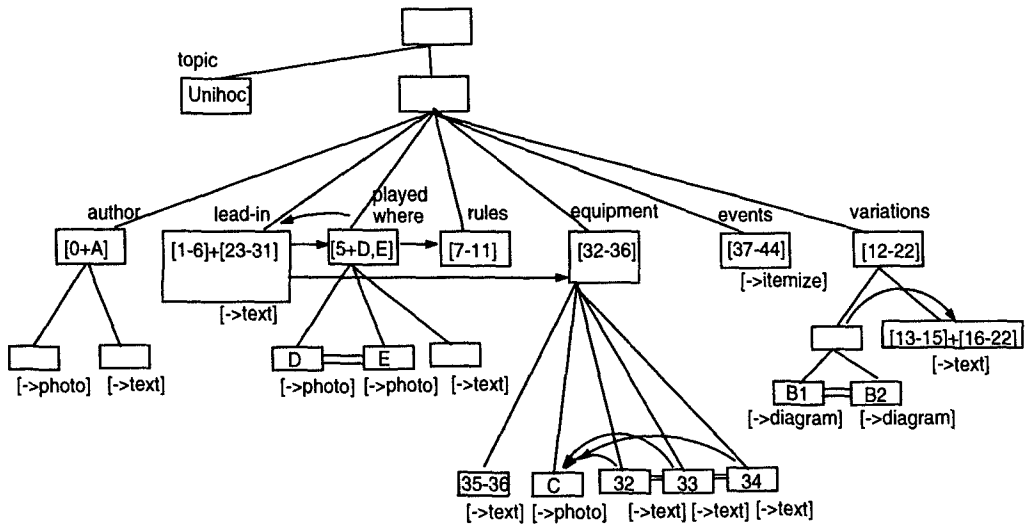 topic
Unihoc]
author
lead-in
played
where
rules
equipment
events
variations
[0+A]
[1-6]+[23-31]
[5+D,E]
[7-11]
[32-36]
[37-44]
[12-22]
[->text]
[->itemize]
[13-15]+[16-22]
[->text]
D
E
[->photo]
[->text]
[->photo]
[->photo]
[->text]
B1
B2
[->diagram]
[->diagram]
35-36
C
32
33
34
[->text]
[->photo]
[->text]
[->text]
[->text]